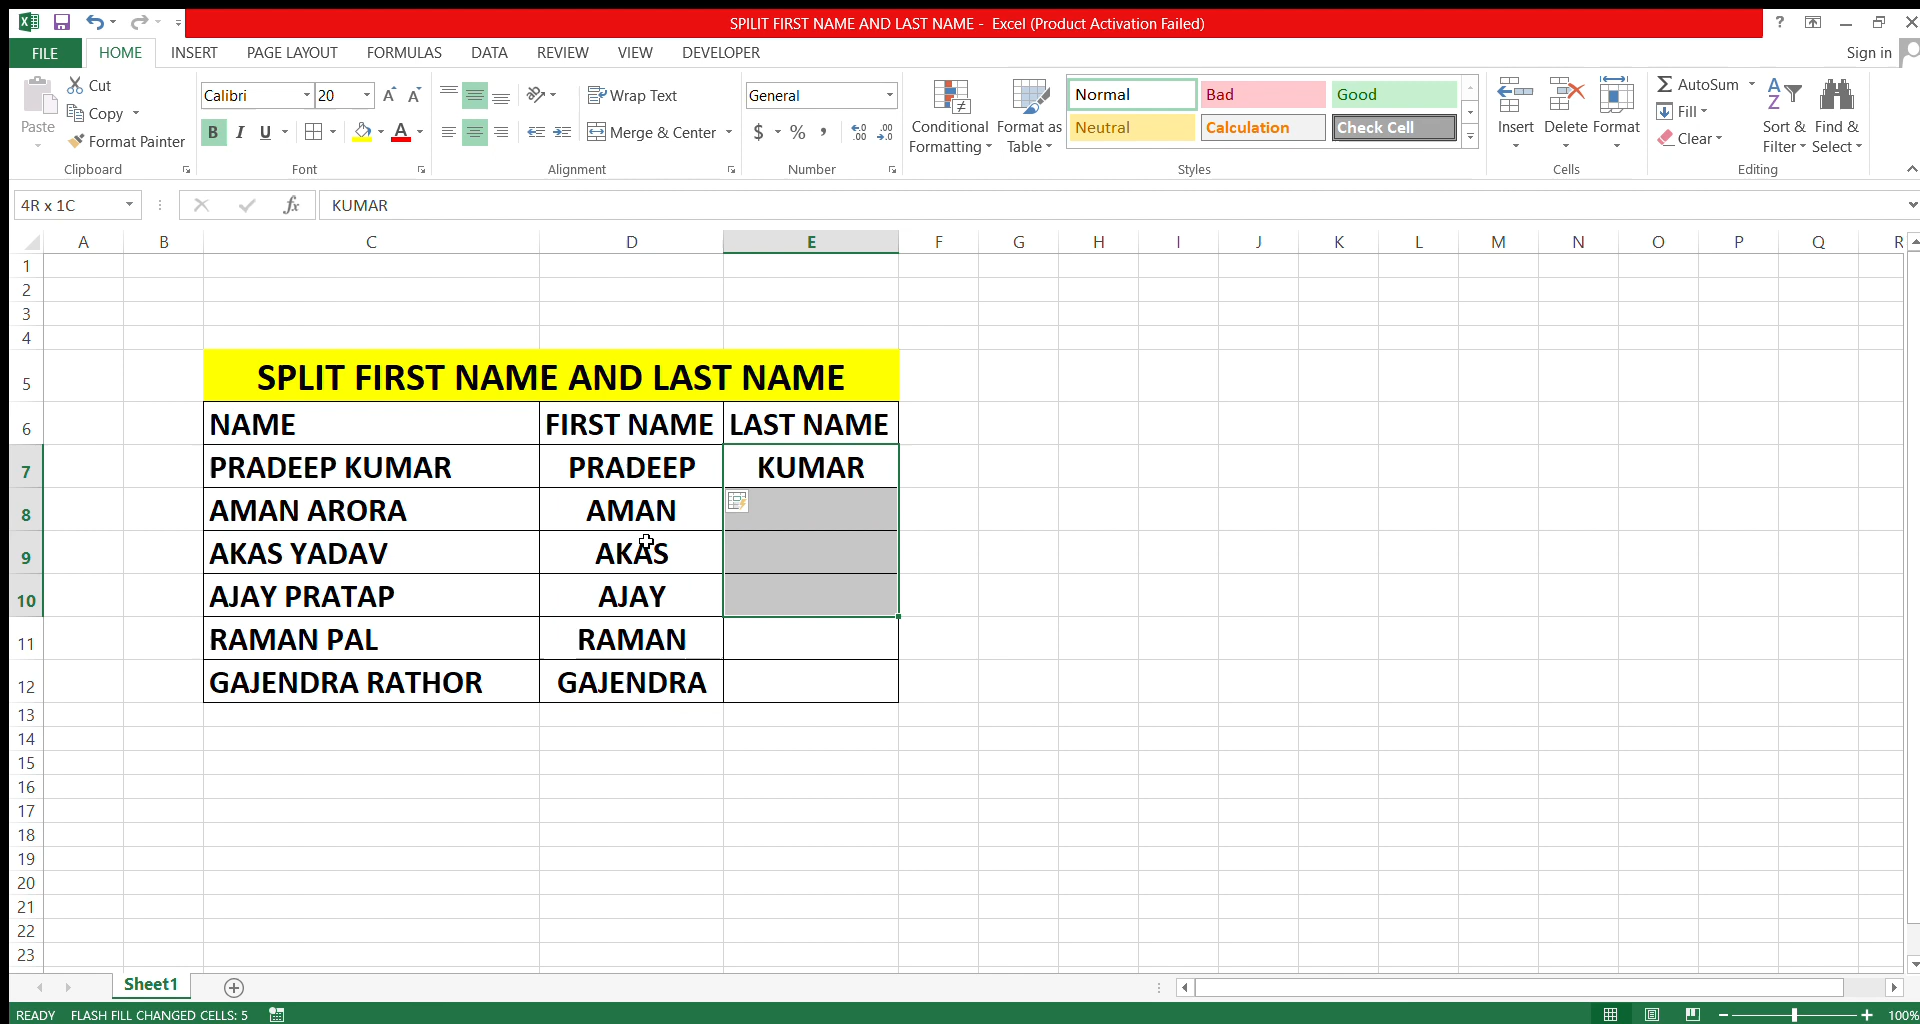 SPILIT FIRST NAME AND LAST NAME - Excel (Product Activation Failed)
?
FILE HOME INSERT PAGE LAYOUT FORMULAS DATA REVIEW VIEW DEVELOPER Sign in
Paste
Cut
Copy
Format Painter
Clipboard
Calibri 20
B I U
Font
Wrap Text
Merge & Center
Alignment
General
$ % ,
Number
Conditional Formatting
Format as Table
Normal Bad Good
Neutral Calculation Check Cell
Styles
Insert Delete Format
Cells
AutoSum
Fill
Clear
Sort & Filter
Find & Select
Editing
4R x 1C fx KUMAR
A B C D E F G H I J K L M N O P Q R
1
2
3
4
5 SPLIT FIRST NAME AND LAST NAME
6 NAME FIRST NAME LAST NAME
7 PRADEEP KUMAR PRADEEP KUMAR
8 AMAN ARORA AMAN
9 AKAS YADAV AKAS
10 AJAY PRATAP AJAY
11 RAMAN PAL RAMAN
12 GAJENDRA RATHOR GAJENDRA
13
14
15
16
17
18
19
20
21
22
23
Sheet1
READY FLASH FILL CHANGED CELLS: 5 100%